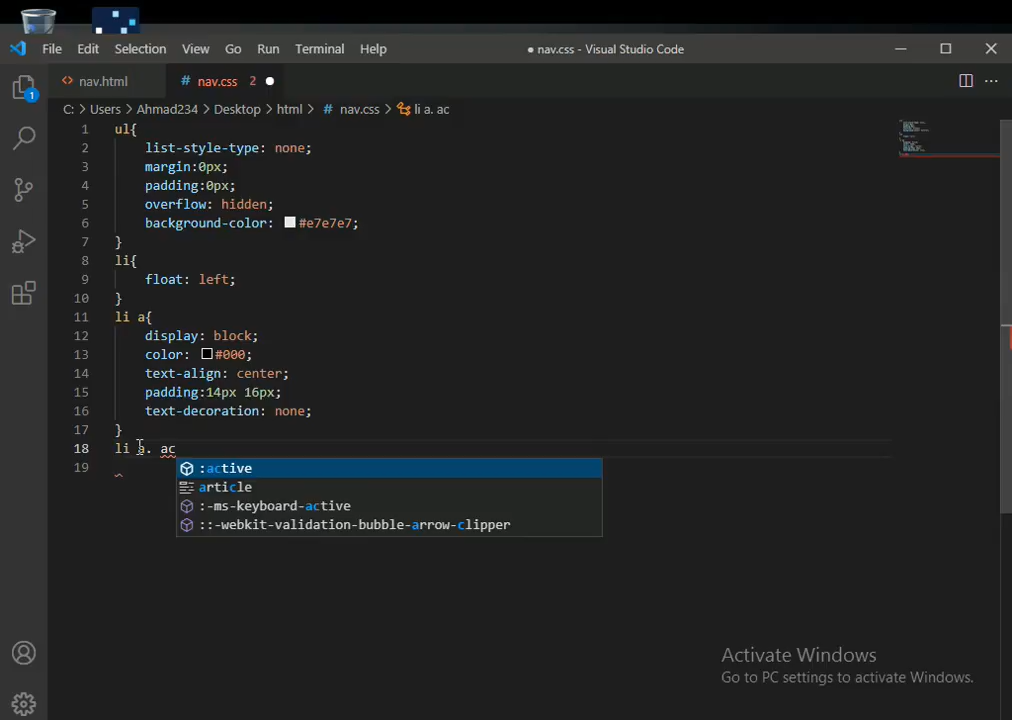 File Edit Selection View Go Run Terminal Help
● nav.css - Visual Studio Code
nav.html # nav.css 2
C: > Users > Ahmad234 > Desktop > html > # nav.css > li a. ac
1 ul{
2 list-style-type: none;
3 margin:0px;
4 padding:0px;
5 overflow: hidden;
6 background-color: #e7e7e7;
7 }
8 li{
9 float: left;
10 }
11 li a{
12 display: block;
13 color: #000;
14 text-align: center;
15 padding:14px 16px;
16 text-decoration: none;
17 }
18 li a. ac
19
:active
article
:-ms-keyboard-active
::-webkit-validation-bubble-arrow-clipper
1
Activate Windows
Go to PC settings to activate Windows.